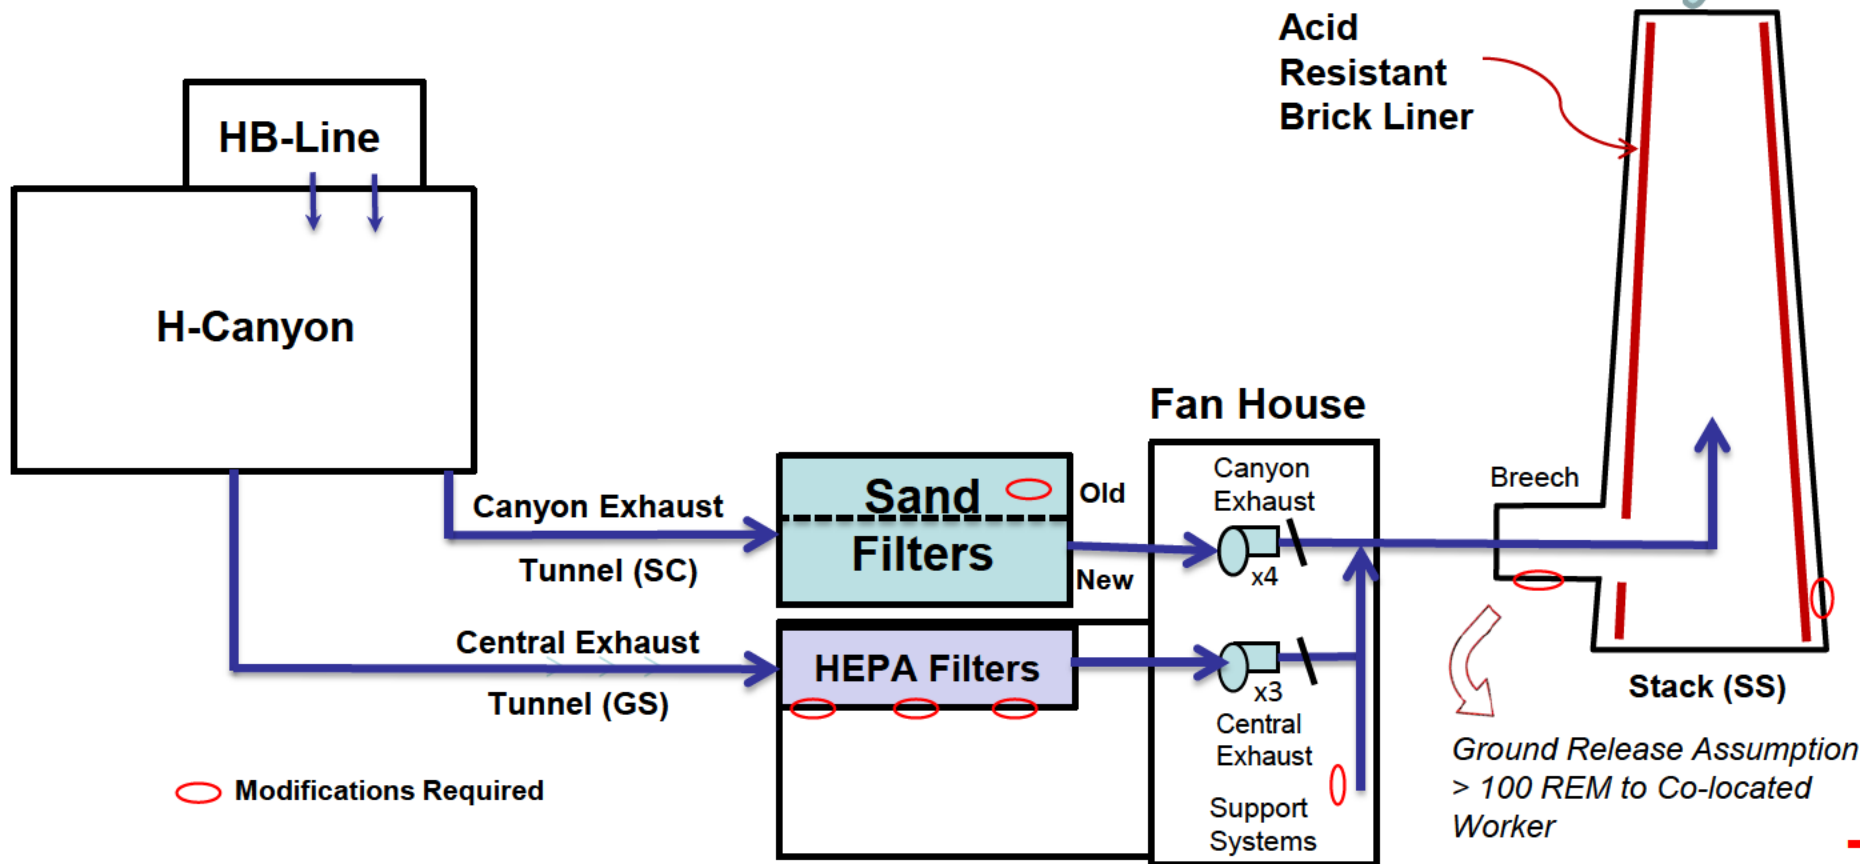 Acid
Resistant
Brick Liner
HB-Line
H-Canyon
Fan House
Canyon
Exhaust
x4
Breech
Canyon Exhaust
Tunnel (SC)
Sand
Filters
Old
New
Central Exhaust
Tunnel (GS)
HEPA Filters
x3
Central
Exhaust
Support
Systems
Stack (SS)
Ground Release Assumption
> 100 REM to Co-located
Worker
Modifications Required